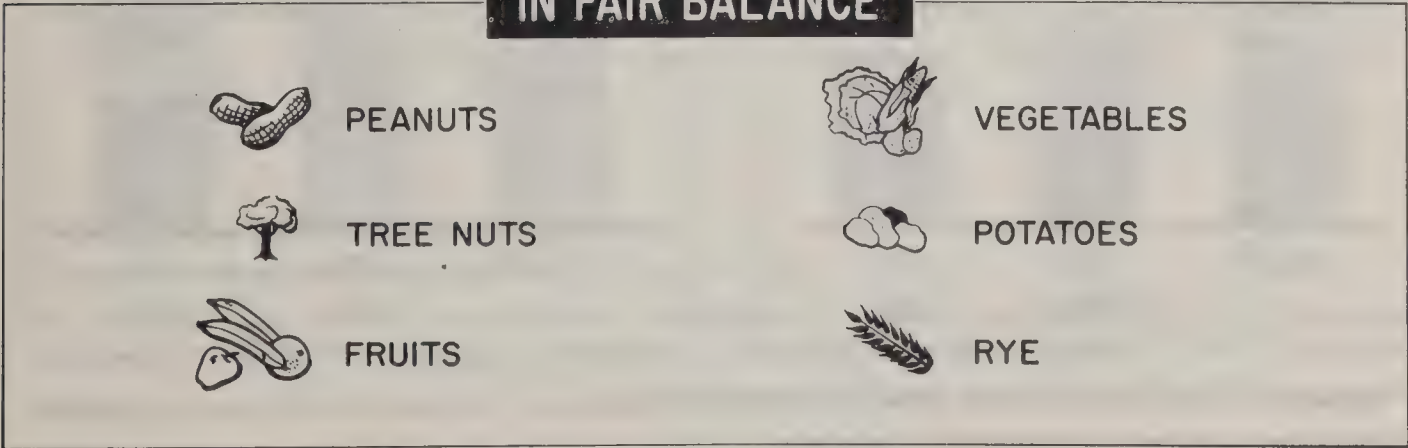 IN FAIR BALANCE
PEANUTS
TREE NUTS
FRUITS
VEGETABLES
POTATOES
RYE